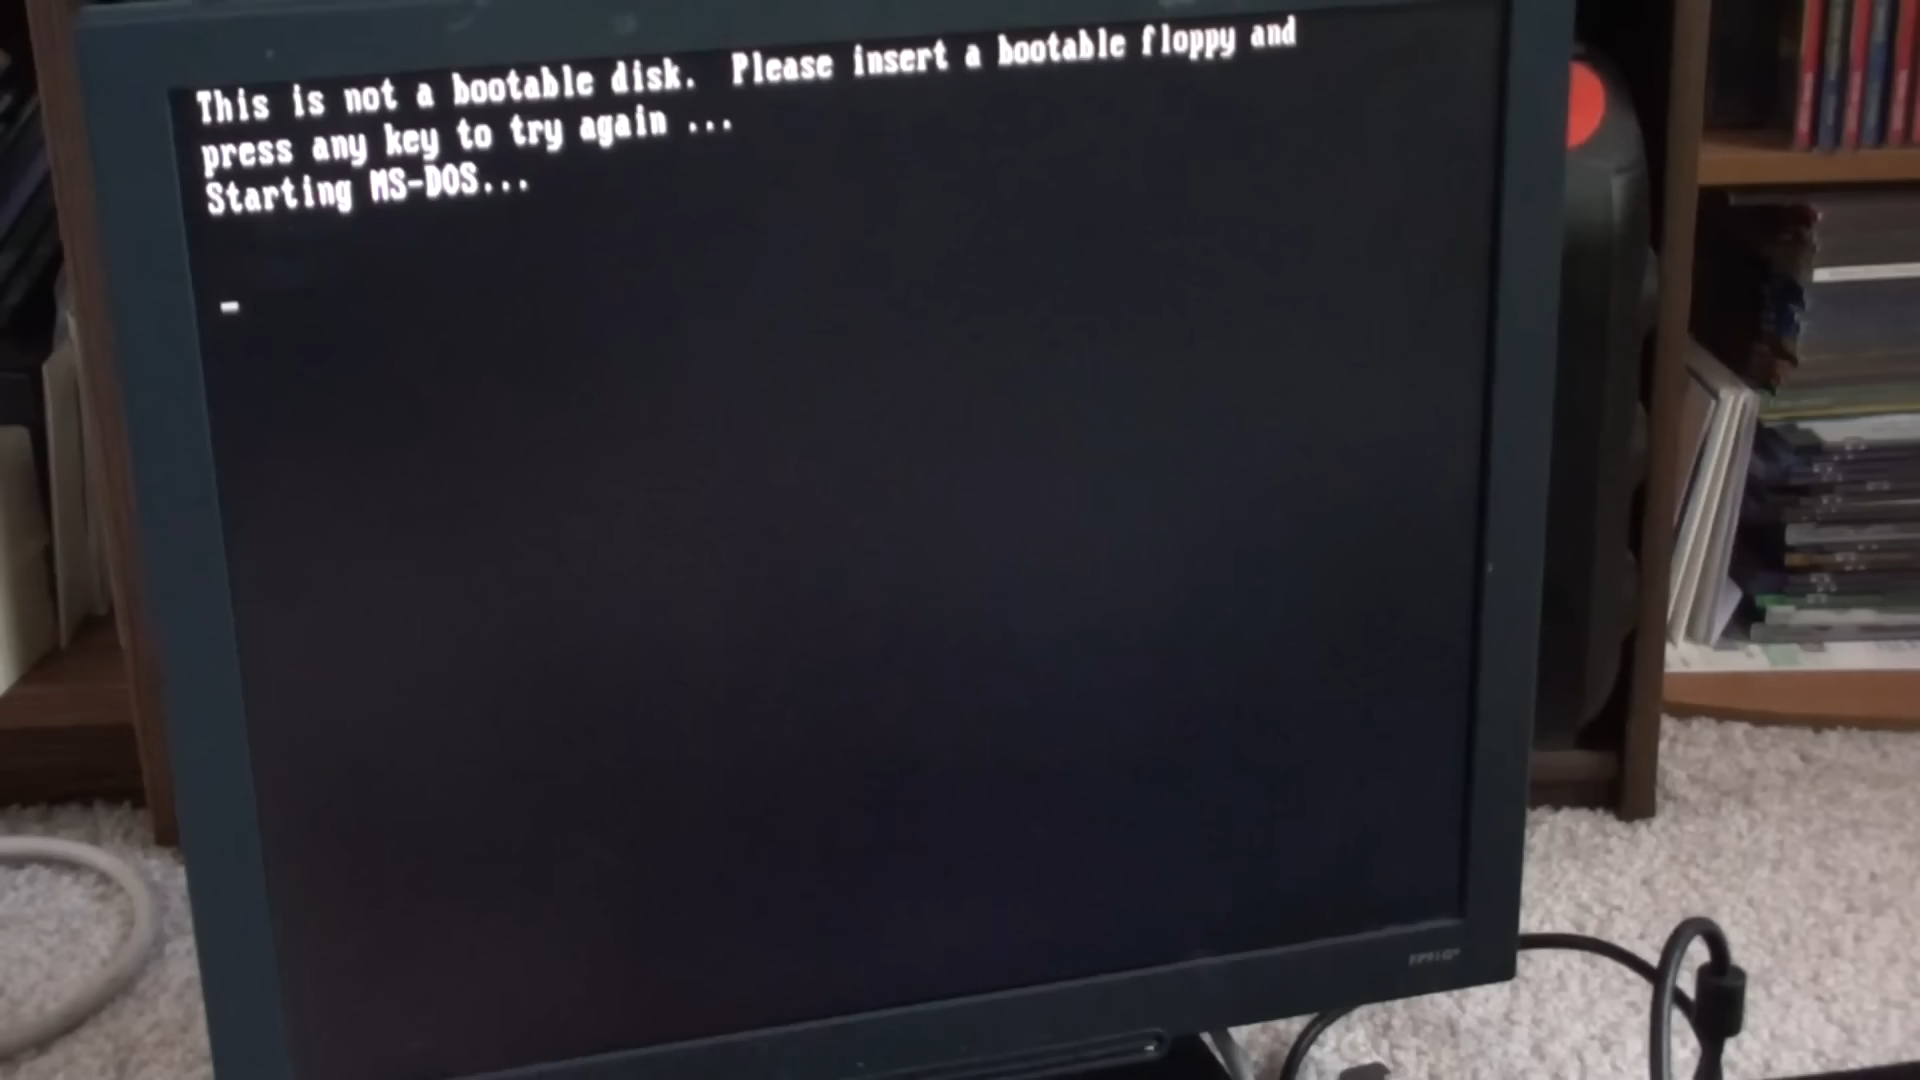 This is not a bootable disk.  Please insert a bootable floppy and
press any key to try again ...
Starting MS-DOS...